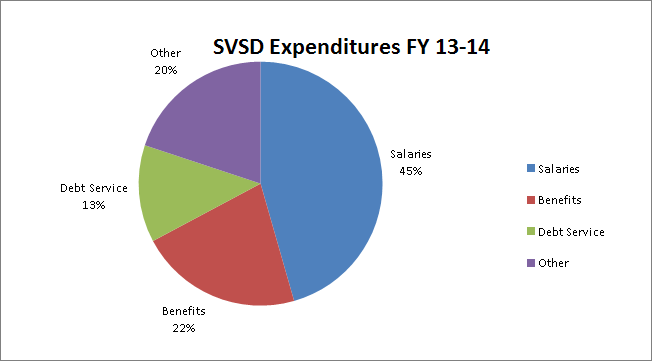 SVSD Expenditures FY 13-14
Other
20%
Salaries
45%
Debt Service
13%
Benefits
22%
Salaries
Benefits
Debt Service
Other